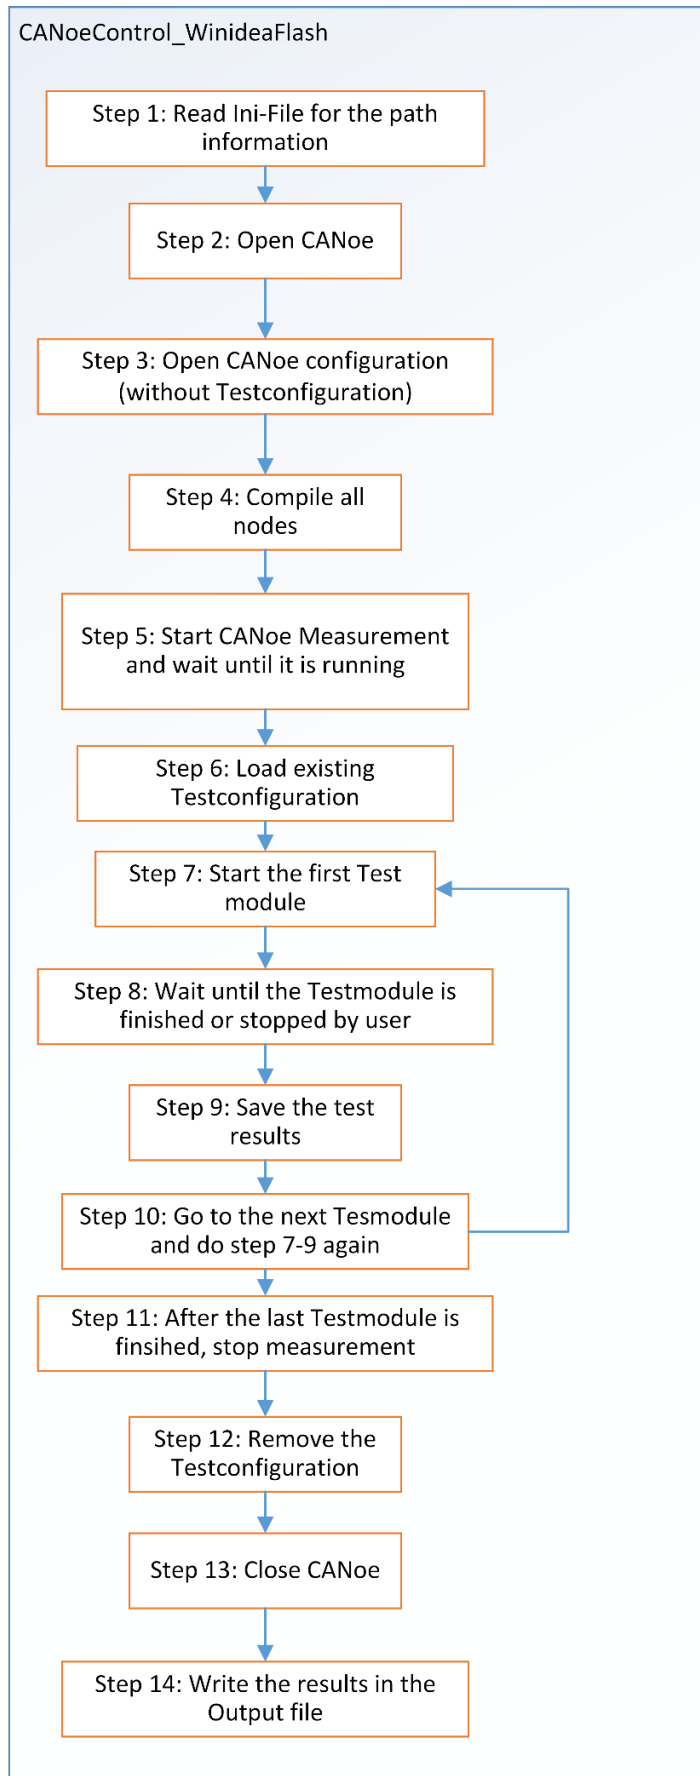 CANoeControl_WinideaFlash
Step 1: Read Ini-File for the path
information
Step 2: Open CANoe
Step 3: Open CANoe configuration
(without Testconfiguration)
Step 4: Compile all
nodes
Step 5: Start CANoe Measurement
and wait until it is running
Step 6: Load existing
Testconfiguration
Step 7: Start the first Test
module
Step 8: Wait until the Testmodule is
finished or stopped by user
Step 9: Save the test
results
Step 10: Go to the next Tesmodule
and do step 7-9 again
Step 11: After the last Testmodule is
finsihed, stop measurement
Step 12: Remove the
Testconfiguration
Step 13: Close CANoe
Step 14: Write the results in the
Output file